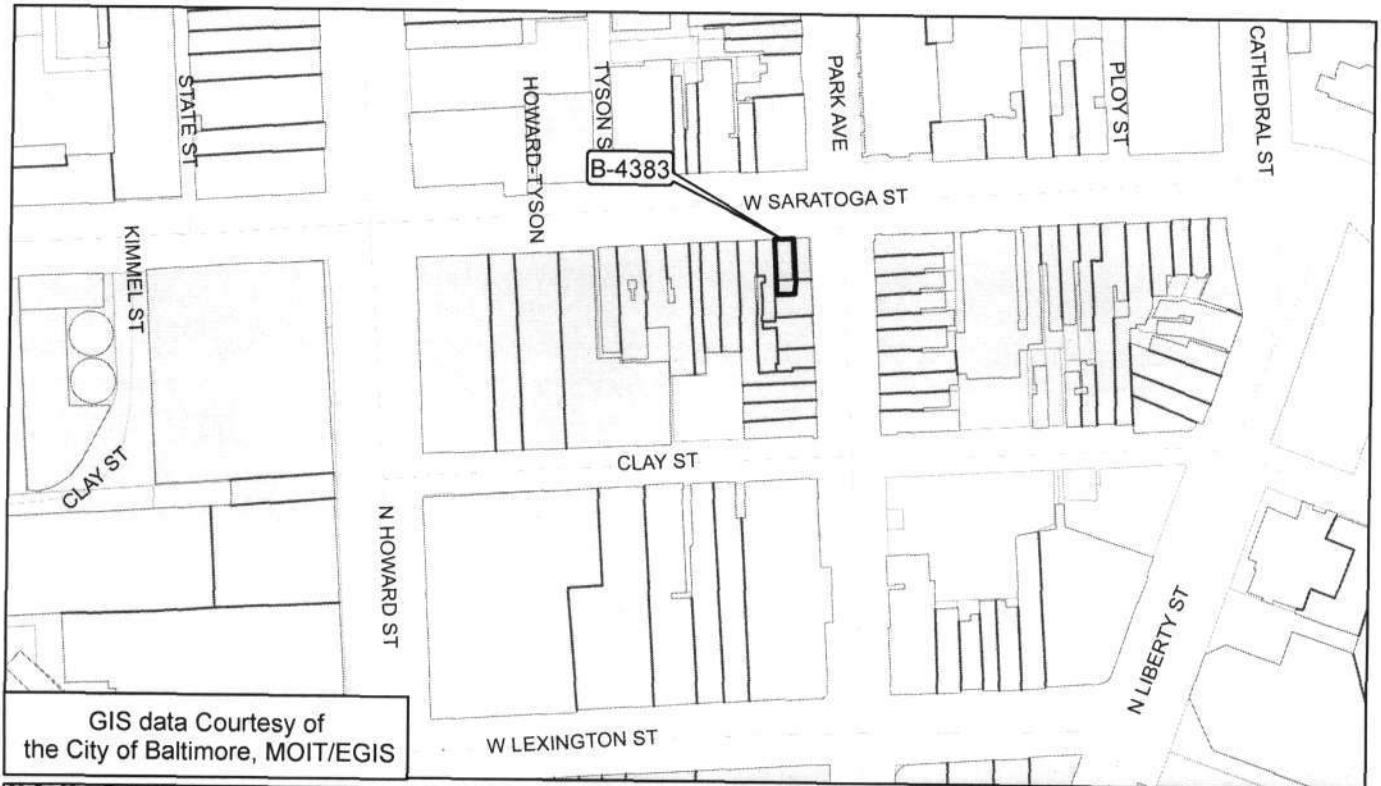 STATE ST
HOWARD-TYSON
TYSON S
PARK AVE
PLOY ST
CATHEDRAL ST
B-4383
W SARATOGA ST
KIMMEL ST
CLAY ST
CLAY ST
N HOWARD ST
N LIBERTY ST
W LEXINGTON ST
GIS data Courtesy of
the City of Baltimore, MOIT/EGIS